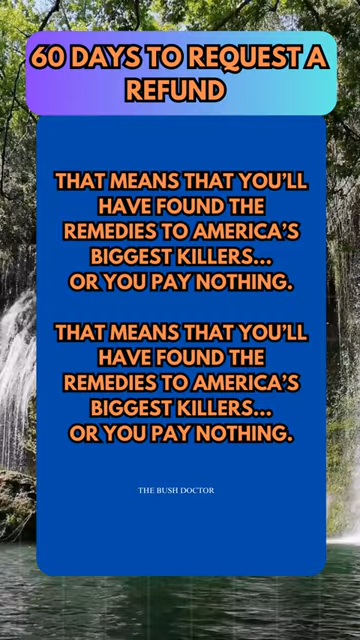 60 DAYS TO REQUEST A
REFUND
THAT MEANS THAT YOU'LL
HAVE FOUND THE
REMEDIES TO AMERICA'S
BIGGEST KILLERS...
OR YOU PAY NOTHING.
THAT MEANS THAT YOU'LL
HAVE FOUND THE
REMEDIES TO AMERICA'S
BIGGEST KILLERS...
OR YOU PAY NOTHING.
THE BUSH DOCTOR